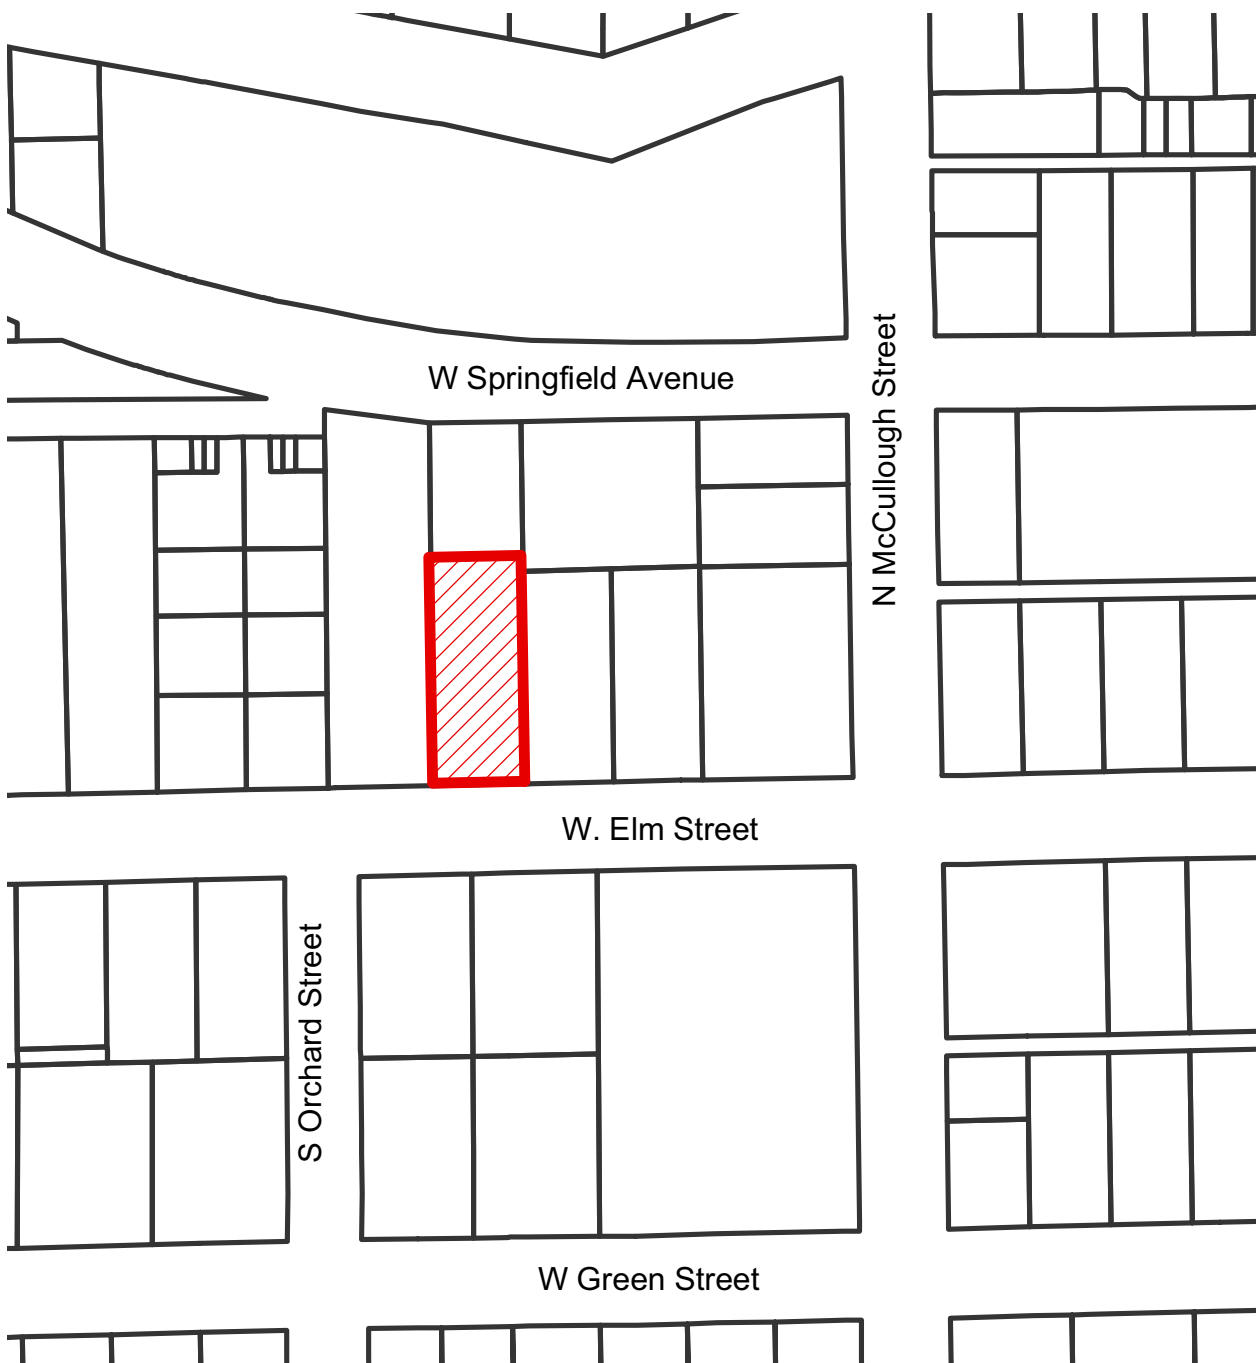 W Springfield Avenue
N McCullough Street
W. Elm Street
S Orchard Street
W Green Street